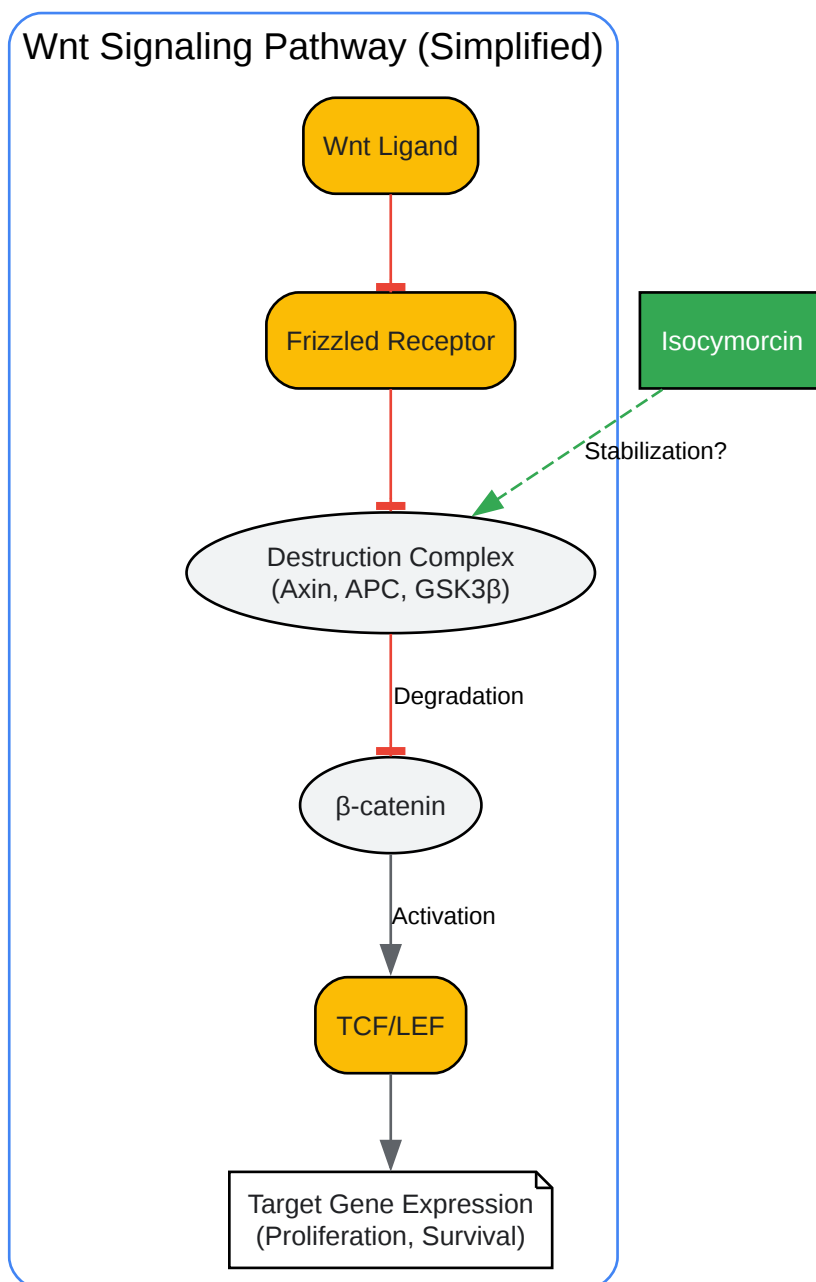 Wnt Signaling Pathway (Simplified)
Wnt Ligand
Frizzled Receptor
Isocymorcin
Stabilization?
Destruction Complex
(Axin, APC, GSK3β)
Degradation
β-catenin
Activation
TCF/LEF
Target Gene Expression
(Proliferation, Survival)